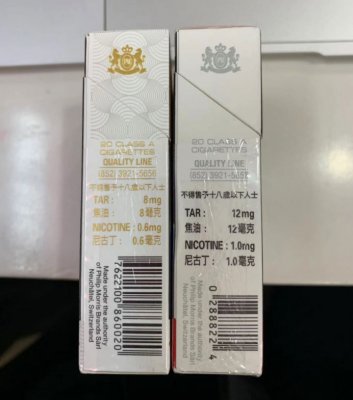 20 CLASS A
CIGARETTES
QUALITY LINE
(852) 3921-5656
不得售予十八歲以下人士
TAR : 8mg
焦油 : 8毫克
NICOTINE : 0.6mg
尼古丁 : 0.6毫克
7622100860020
Made under the authority
of Philip Morris Brands Sàrl
Neuchâtel, Switzerland
20 CLASS A
CIGARETTES
QUALITY LINE
(852) 3921-5656
不得售予十八歲以下人士
TAR : 12mg
焦油 : 12毫克
NICOTINE : 1.0mg
尼古丁 : 1.0毫克
0 288822 4
Made under the authority
of Philip Morris Brands Sàrl
Neuchâtel, Switzerland